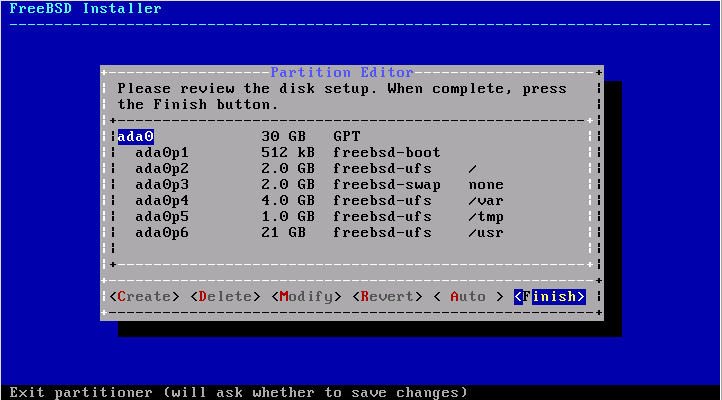 FreeBSD Installer
Partition Editor
Please review the disk setup. When complete, press
the Finish button.
ada0 30 GB GPT
ada0p1 512 kB freebsd-boot
ada0p2 2.0 GB freebsd-ufs /
ada0p3 2.0 GB freebsd-swap none
ada0p4 4.0 GB freebsd-ufs /var
ada0p5 1.0 GB freebsd-ufs /tmp
ada0p6 21 GB freebsd-ufs /usr
<Create> <Delete> <Modify> <Revert> < Auto > <Finish>
Exit partitioner (will ask whether to save changes)